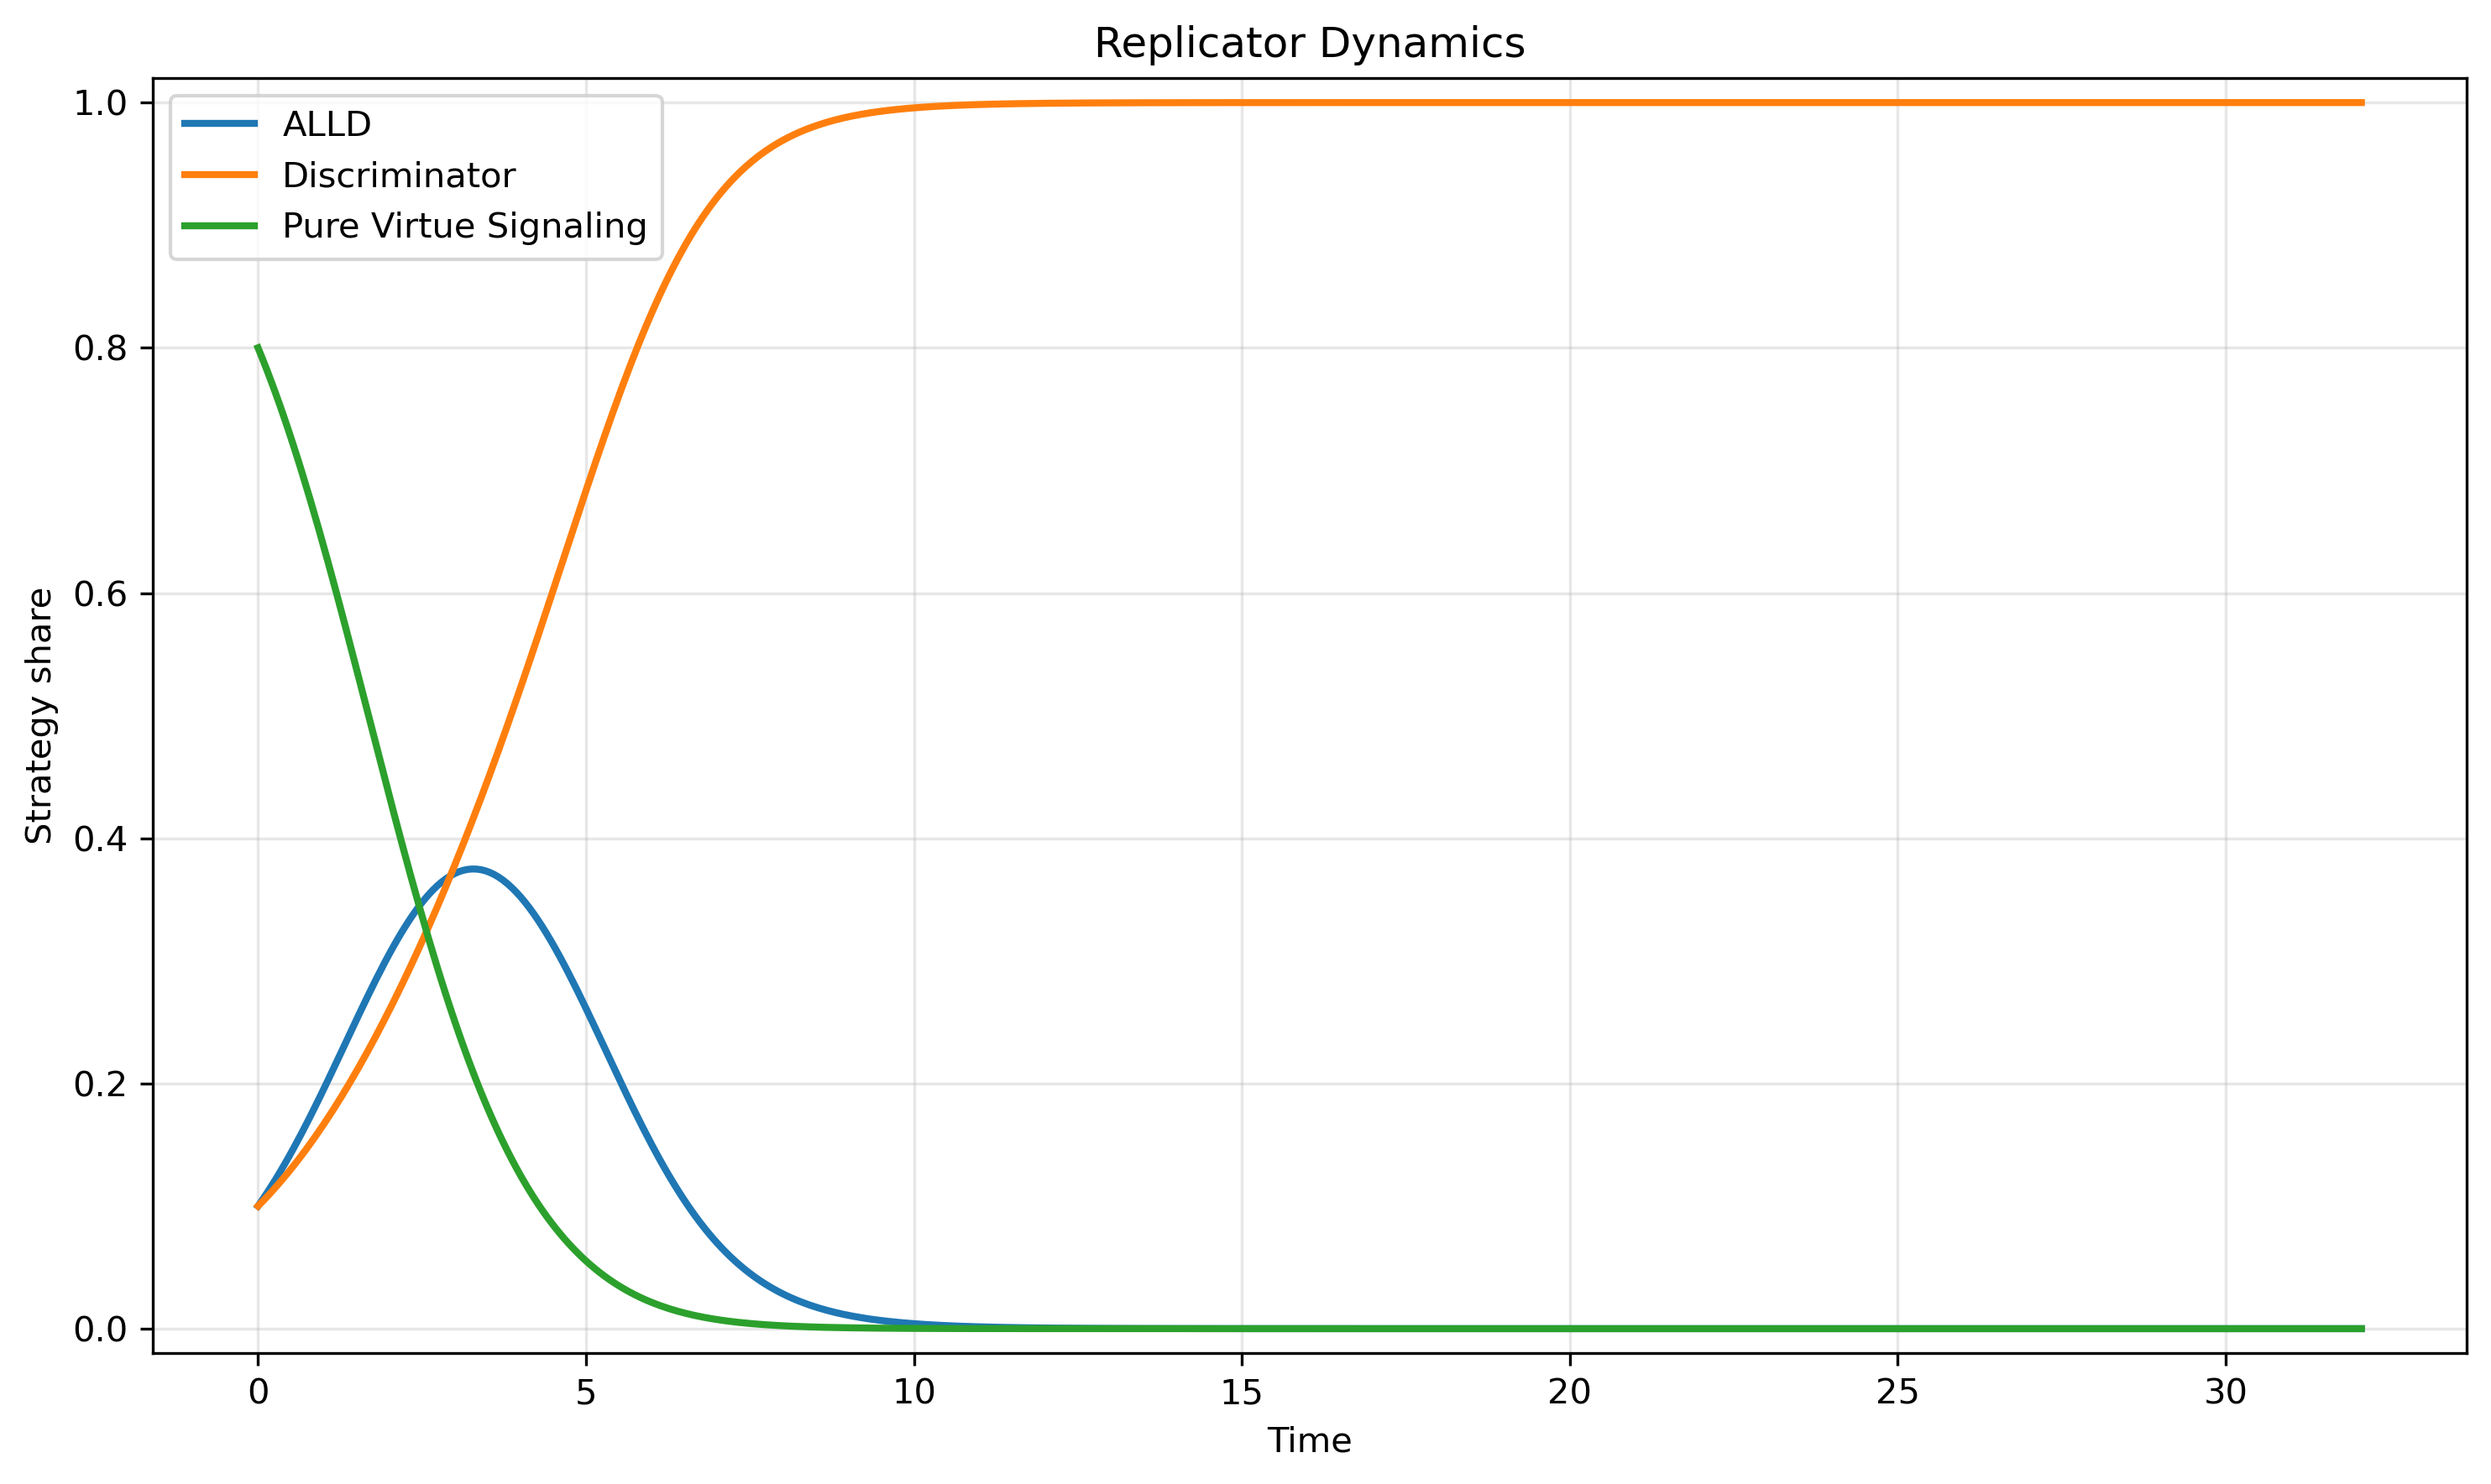 Replicator Dynamics
ALLD
Discriminator
Pure Virtue Signaling
Strategy share
1.0
0.8
0.6
0.4
0.2
0.0
0 5 10 15 20 25 30
Time